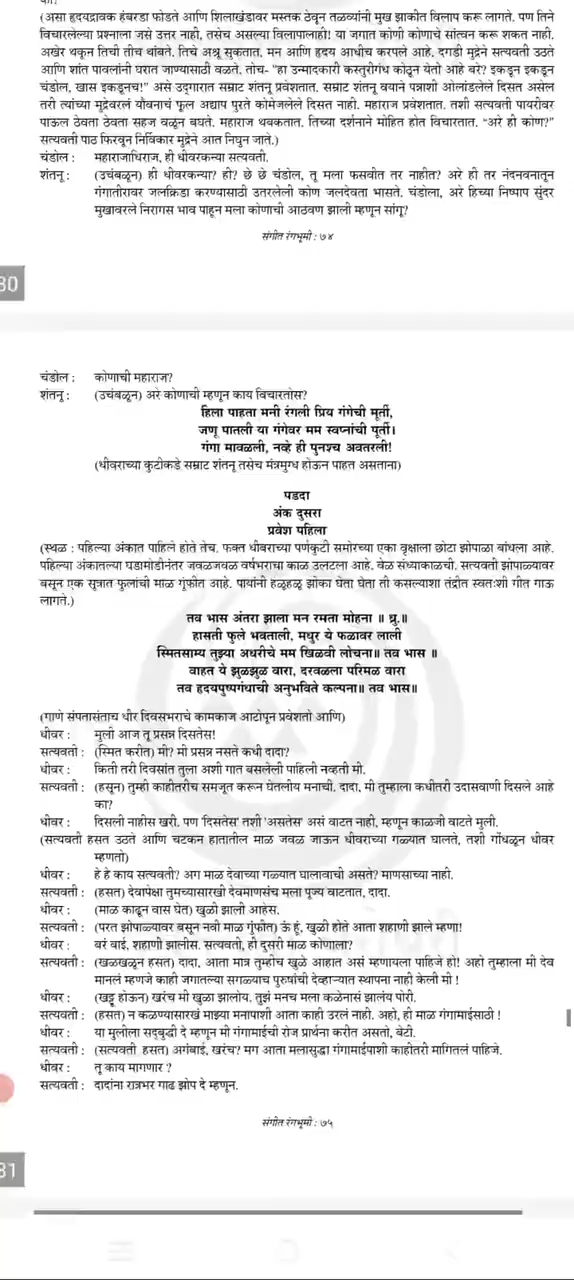 का?
(असा हृदयद्रावक हंबरडा फोडते आणि शिलाखंडावर मस्तक ठेवून तळव्यांनी मुख झाकीत विलाप करू लागते. पण तिने
विचारलेल्या प्रश्नाला जसे उत्तर नाही, तसेच असल्या विलापालाही! या जगात कोणी कोणाचे सांत्वन करू शकत नाही.
अखेर थकून तिची तीच थांबते. तिचे अश्रू सुकतात. मन आणि हृदय आधीच करपले आहे. दगडी मुद्रेने सत्यवती उठते
आणि शांत पावलांनी घरात जाण्यासाठी वळते. तोच- "हा उन्मादकारी कस्तुरीगंध कोठून येतो आहे बरे? इकडून इकडून
चंडोल, खास इकडूनच!" असे उद्‌गारात सम्राट शंतनू प्रवेशतात. सम्राट शंतनू वयाने पन्नाशी ओलांडलेले दिसत असेल
तरी त्यांच्या मुद्रेवरलं यौवनाचं फूल अद्याप पुरते कोमेजलेले दिसत नाही. महाराज प्रवेशतात. तशी सत्यवती पायरीवर
पाऊल ठेवता ठेवता सहज वळून बघते. महाराज थबकतात. तिच्या दर्शनाने मोहित होत विचारतात. "अरे ही कोण?"
सत्यवती पाठ फिरवून निर्विकार मुद्रेने आत निघुन जाते.)
चंडोल : महाराजाधिराज, ही धीवरकन्या सत्यवती.
शंतनू : (उचंबळून) ही धीवरकन्या? ही? छे छे चंडोल, तू मला फसवीत तर नाहीत? अरे ही तर नंदनवनातून
गंगातीरावर जलक्रिडा करण्यासाठी उतरलेली कोण जलदेवता भासते. चंडोला, अरे हिच्या निष्पाप सुंदर
मुखावरले निरागस भाव पाहून मला कोणाची आठवण झाली म्हणून सांगू?
संगीत रंगभूमी : ७४
80
चंडोल : कोणाची महाराज?
शंतनू : (उचंबळून) अरे कोणाची म्हणून काय विचारतोस?
हिला पाहता मनी रंगली प्रिय गंगेची मूर्ती,
जणू पातली या गंगेवर मम स्वप्नांची पूर्ती।
गंगा मावळली, नव्हे ही पुनश्च अवतरली!
(धीवराच्या कुटीकडे सम्राट शंतनू तसेच मंत्रमुग्ध होऊन पाहत असताना)
पडदा
अंक दुसरा
प्रवेश पहिला
(स्थळ : पहिल्या अंकात पाहिले होते तेच. फक्त धीबराच्या पर्णकुटी समोरच्या एका वृक्षाला छोटा झोपाळा बांधला आहे.
पहिल्या अंकातल्या घडामोडीनंतर जवळजवळ वर्षभराचा काळ उलटला आहे. वेळ संध्याकाळची. सत्यवती झोपाळ्यावर
बसून एक सूत्रात फुलांची माळ गुंफीत आहे. पायांनी हळूहळू झोका घेता घेता ती कसल्याशा तंद्रीत स्वतःशी गीत गाऊ
लागते.)
तव भास अंतरा झाला मन रमता मोहना ॥ धृ.॥
हासती फुले भवताली, मधुर ये फळावर लाली
स्मितसाम्य तुझ्या अधरीचे मम खिळवी लोचना॥ तव भास ॥
वाहत ये झुळझुळ वारा, दरवळला परिमळ वारा
तव हृदयपुष्पगंधाची अनुभविते कल्पना॥ तव भास॥
(गाणे संपतासंताच धीर दिवसभराचे कामकाज आटोपून प्रवेशतो आणि)
धीवर : मुली आज तू प्रसन्न दिसतेस!
सत्यवती : (स्मित करीत) मी? मी प्रसन्न नसते कधी दादा?
धीवर : किती तरी दिवसांत तुला अशी गात बसलेली पाहिली नव्हती मी.
सत्यवती : (हसून) तुम्ही काहीतरीच समजूत करून घेतलीय मनाची. दादा, मी तुम्हाला कधीतरी उदासवाणी दिसले आहे
का?
धीवर : दिसली नाहीस खरी. पण 'दिसतेस' तशी 'असतेस' असं वाटत नाही, म्हणून काळजी वाटते मुली.
(सत्यवती हसत उठते आणि चटकन हातातील माळ जवळ जाऊन धीवराच्या गळ्यात घालते, तशी गोंधळून धीवर
म्हणतो)
धीवर : हे हे काय सत्यवती? अग माळ देवाच्या गळ्यात घालावाची असते? माणसाच्या नाही.
सत्यवती : (हसत) देवापेक्षा तुमच्यासारखी देवमाणसंच मला पूज्य वाटतात, दादा.
धीवर : (माळ काढून वास घेत) खुळी झाली आहेस.
सत्यवती : (परत झोपाळ्यावर बसून नवी माळ गुंफीत) ऊं हूं. खुळी होते आता शहाणी झाले म्हणा!
धीवर : बरं बाई, शहाणी झालीस. सत्यवतो, ही दुसरी माळ कोणाला?
सत्यवती : (खळखळून हसत) दादा, आता मात्र तुम्हीच खुळे आहात असं म्हणायला पाहिजे हो! अहो तुम्हाला मी देव
मानलं म्हणजे काही जगातल्या सगळ्याच पुरुषांची देव्हाऱ्यात स्थापना नाही केली मी !
धीवर : (खट्टू होऊन) खरंच मी खुळा झालोय. तुझं मनच मला कळेनासं झालंय पोरी.
सत्यवती : (हसत) न कळण्यासारखं माझ्या मनापाशी आता काही उरलं नाही. अहो, ही माळ गंगामाईसाठी !
धीवर : या मुलीला सद्‌बुद्धी दे म्हणून मी गंगामाईची रोज प्रार्थना करीत असतो, बेटी.
सत्यवती : (सत्यवती हसत) अगंबाई, खरंच? मग आता मलासुद्धा गंगामाईपाशी काहीतरी मागितलं पाहिजे.
धीवर : तू काय मागणार ?
सत्यवती : दादांना रात्रभर गाढ झोप दे म्हणून.
संगीत रंगभूमी : ७५
81